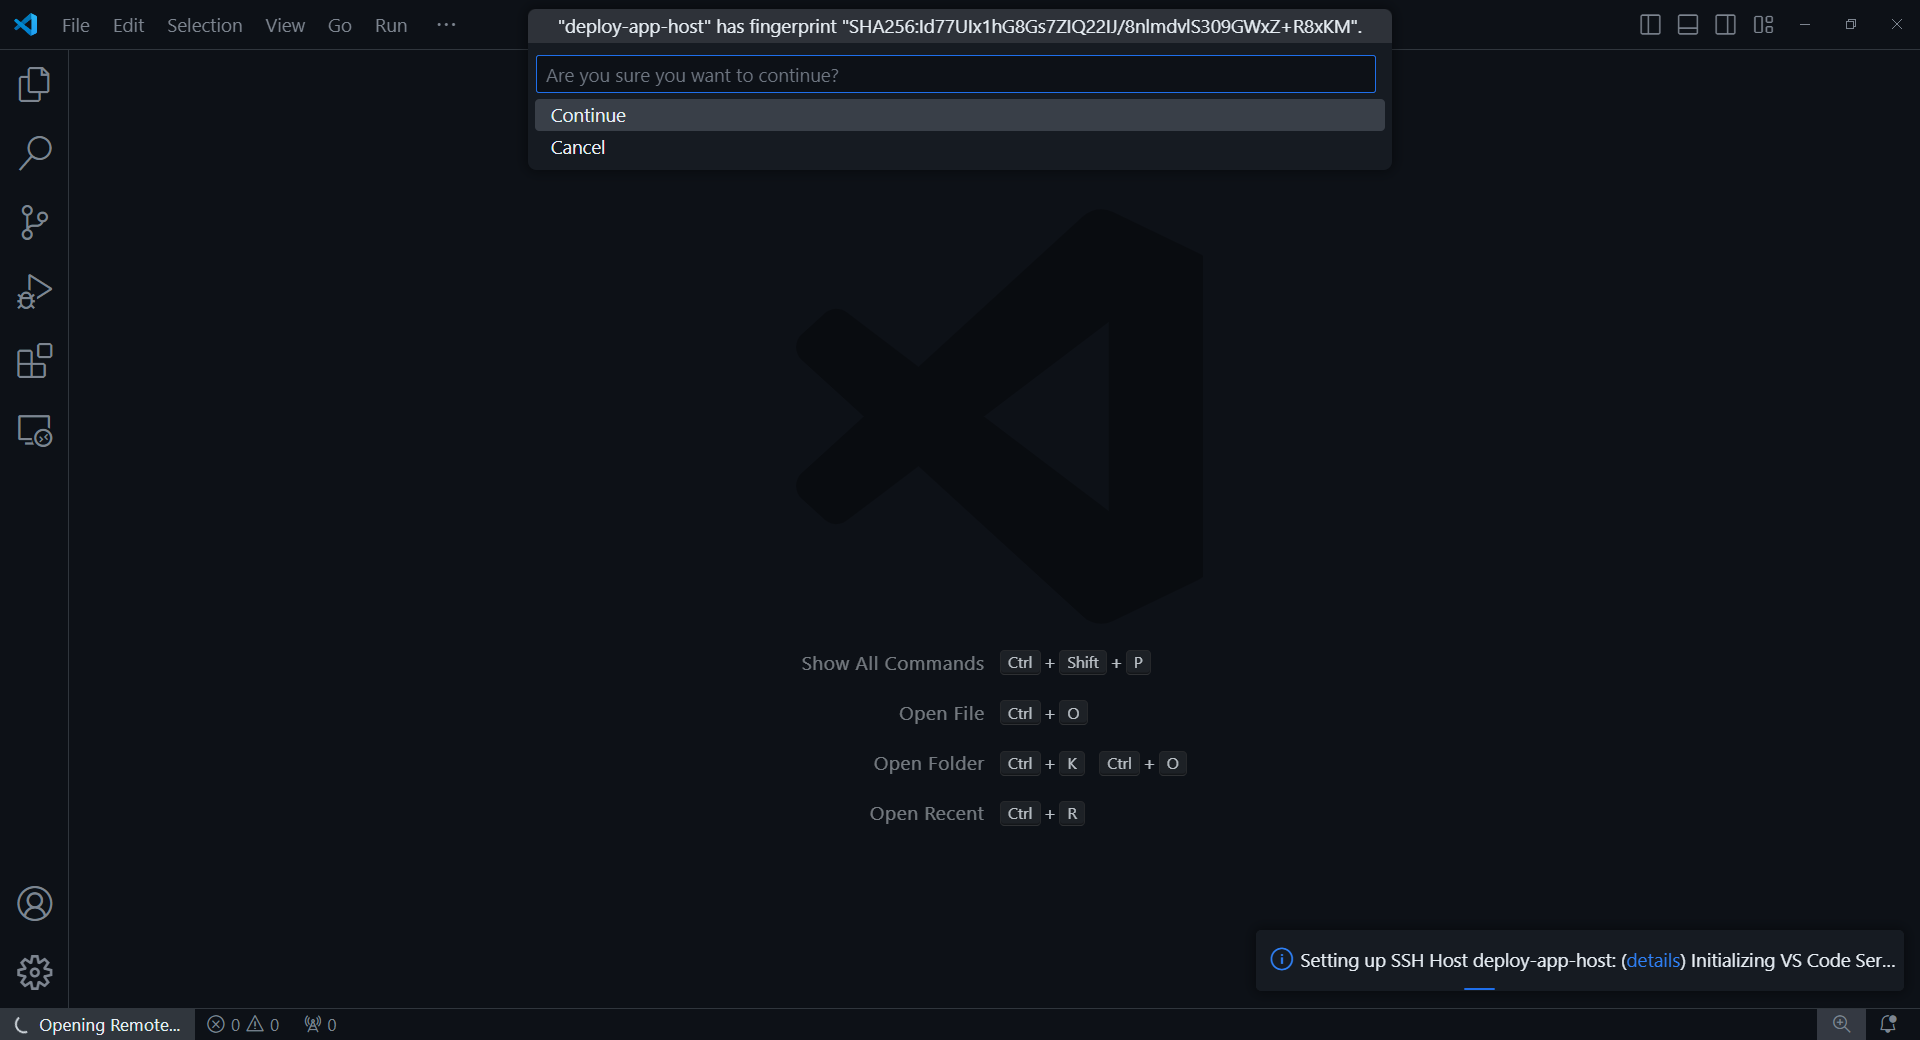 File Edit Selection View Go Run ···
"deploy-app-host" has fingerprint "SHA256:Id77UIx1hG8Gs7ZIQ22IJ/8nlmdvlS309GWxZ+R8xKM".
Are you sure you want to continue?
Continue
Cancel
Show All Commands Ctrl + Shift + P
Open File Ctrl + O
Open Folder Ctrl + K Ctrl + O
Open Recent Ctrl + R
Setting up SSH Host deploy-app-host: (details) Initializing VS Code Ser...
Opening Remote... 0 0 0